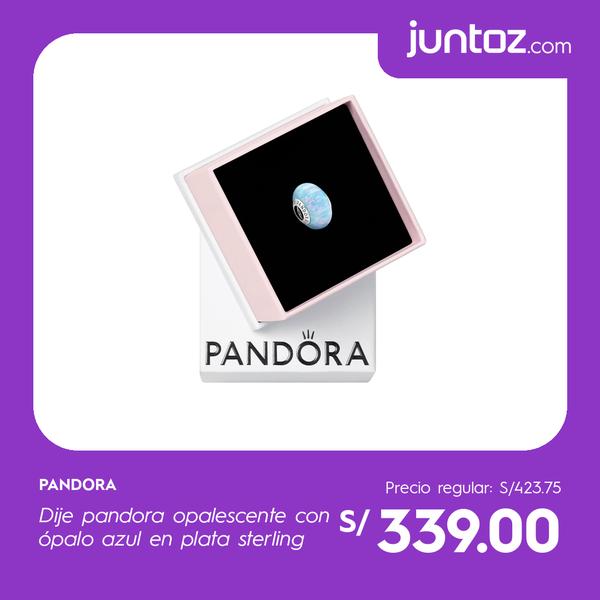 juntoz.com
PANDORA
PANDORA
Precio regular: S/423.75
Dije pandora opalescente con
ópalo azul en plata sterling
S/ 339.00